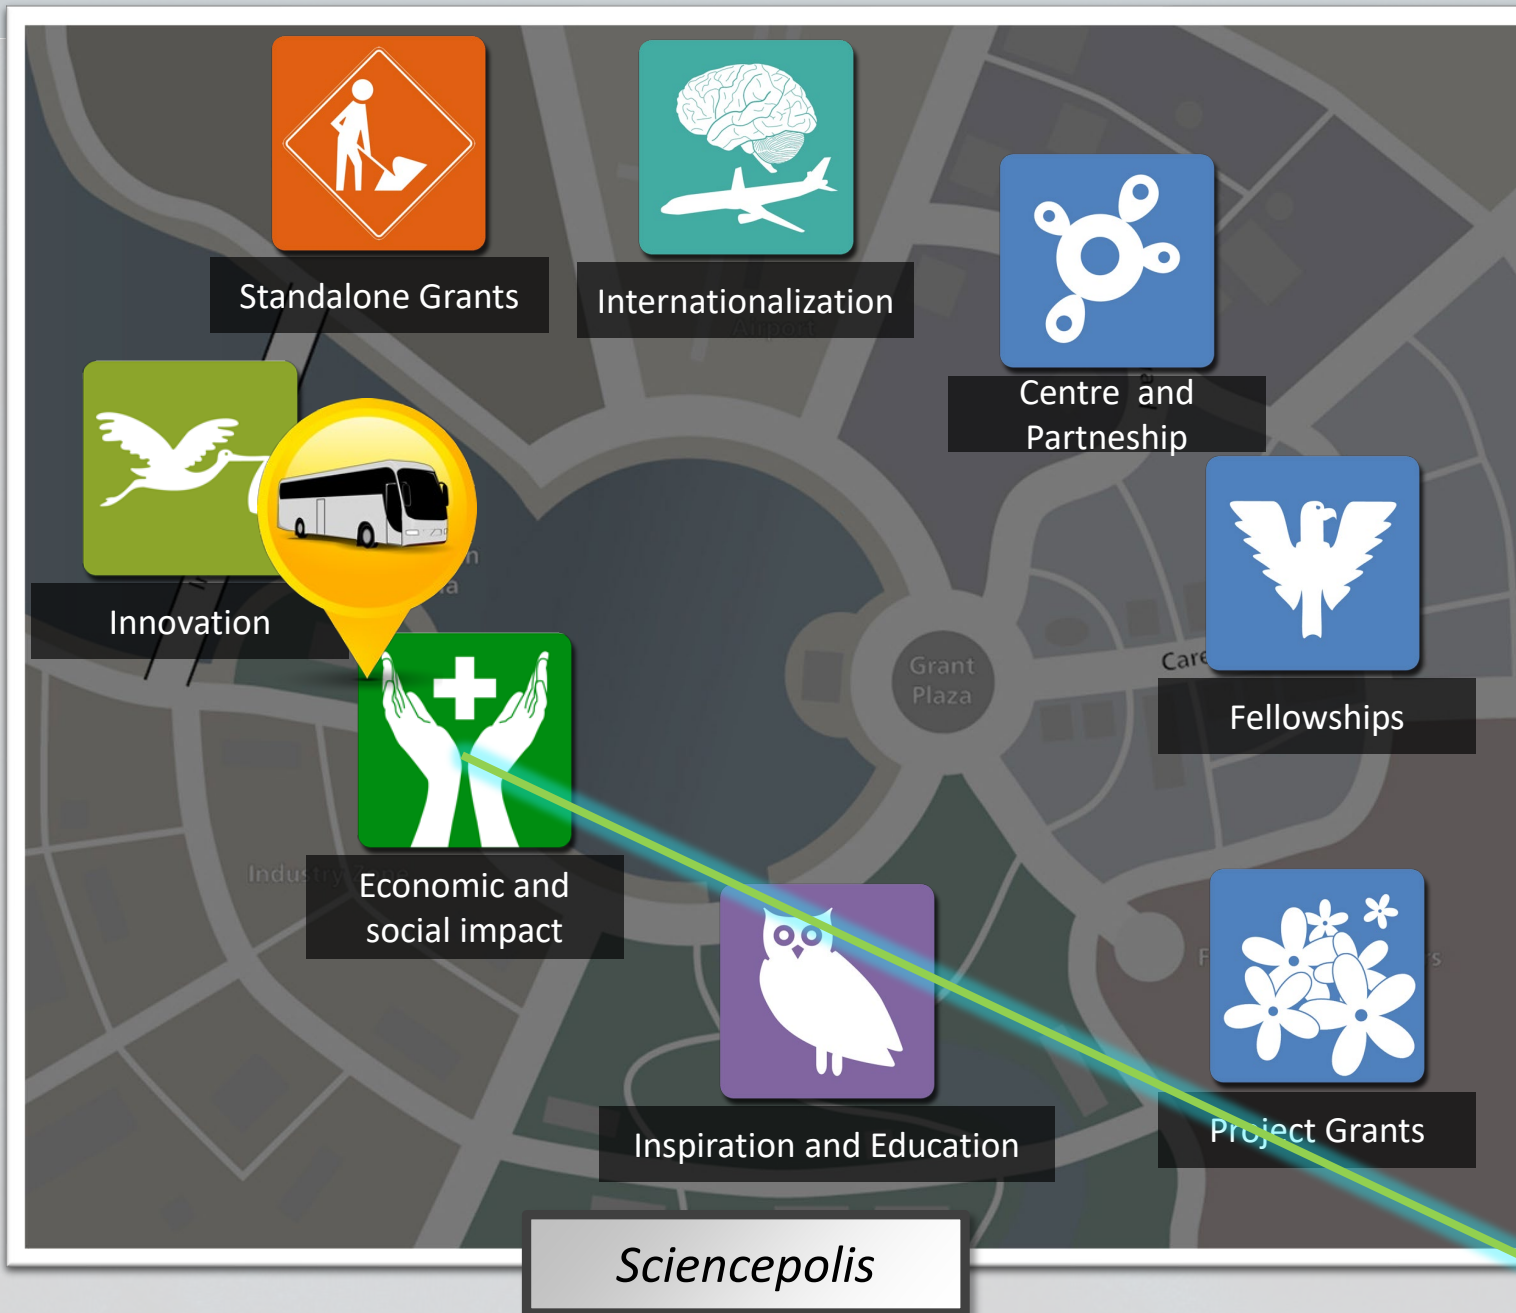 Standalone Grants
Internationalization
Airport
Centre and
Partneship
Innovation
Grant
Plaza
Fellowships
Economic and
social impact
Inspiration and Education
Project Grants
Sciencepolis